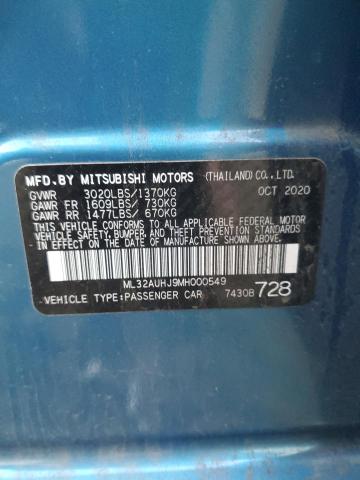 MFD.BY MITSUBISHI MOTORS (THAILAND) CO.,LTD.
GVWR 3020LBS/1370KG OCT 2020
GAWR FR 1609LBS/ 730KG
GAWR RR 1477LBS/ 670KG
THIS VEHICLE CONFORMS TO ALL APPLICABLE FEDERAL MOTOR
VEHICLE SAFETY, BUMPER, AND THEFT PREVENTION STANDARDS
IN EFFECT ON THE DATE OF MANUFACTURE SHOWN ABOVE.
ML32AUHJ9MH000549
VEHICLE TYPE:PASSENGER CAR 7430B 728